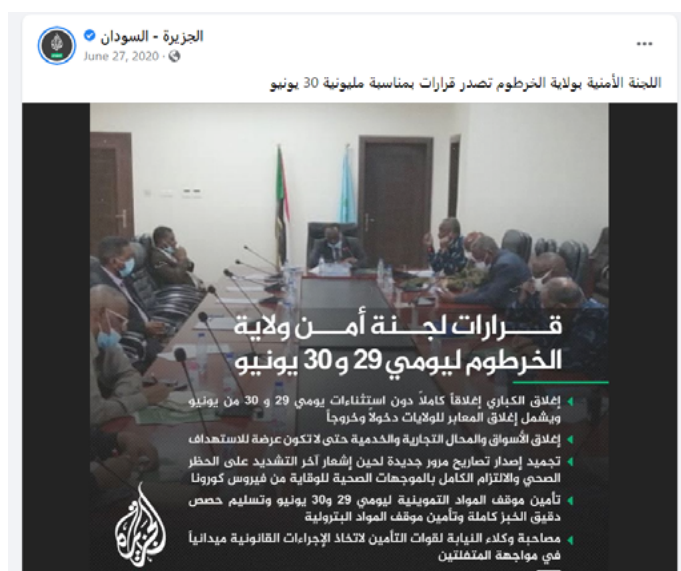 الجزيرة - السودان
June 27, 2020
اللجنة الأمنية بولاية الخرطوم تصدر قرارات بمناسبة مليونية 30 يونيو
قــــرارات لجـــنة أمـــن ولاية
الخرطوم ليومي 29 و 30 يونيو
إغلاق الكباري إغلاقاً كاملاً دون استثناءات يومي 29 و 30 من يونيو
ويشمل إغلاق المعابر للولايات دخولاً وخروجاً
إغلاق الأسواق والمحال التجارية والخدمية حتى لا تكون عرضة للاستهداف
تجميد إصدار تصاريح مرور جديدة لحين إشعار آخر التشديد على الحظر
الصحي والالتزام الكامل بالموجهات الصحية للوقاية من فيروس كورونا
تأمين موقف المواد التموينية ليومي 29 و30 يونيو وتسليم حصص
دقيق الخبز كاملة وتأمين موقف المواد البترولية
مصاحبة وكلاء النيابة لقوات التأمين لاتخاذ الإجراءات القانونية ميدانياً
في مواجهة المتفلتين
الجزيرة